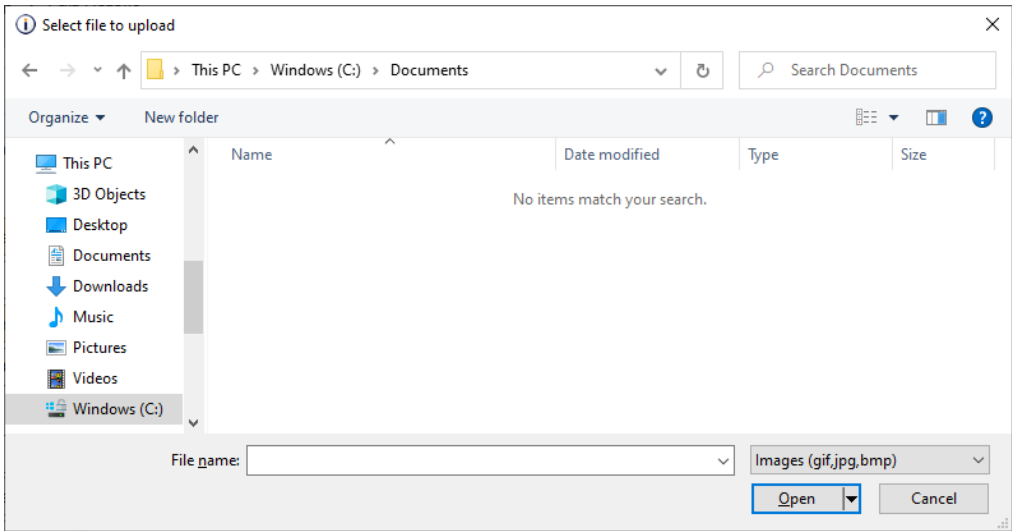 Select file to upload
This PC > Windows (C:) > Documents
Search Documents
Organize
New folder
Name
Date modified
Type
Size
This PC
3D Objects
Desktop
Documents
Downloads
Music
Pictures
Videos
Windows (C:)
No items match your search.
File name:
Images (gif,jpg,bmp)
Open
Cancel